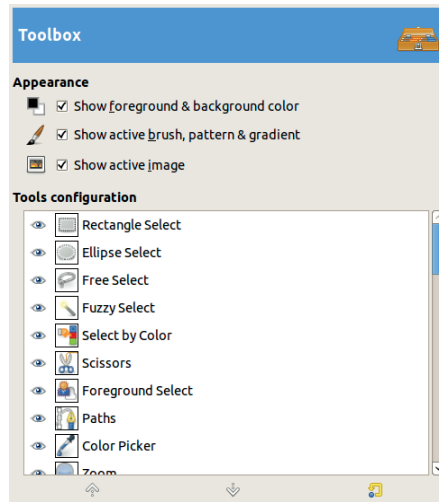 Toolbox
Appearance
Show foreground & background color
Show active brush, pattern & gradient
Show active image
Tools configuration
Rectangle Select
Ellipse Select
Free Select
Fuzzy Select
Select by Color
Scissors
Foreground Select
Paths
Color Picker
Zoom